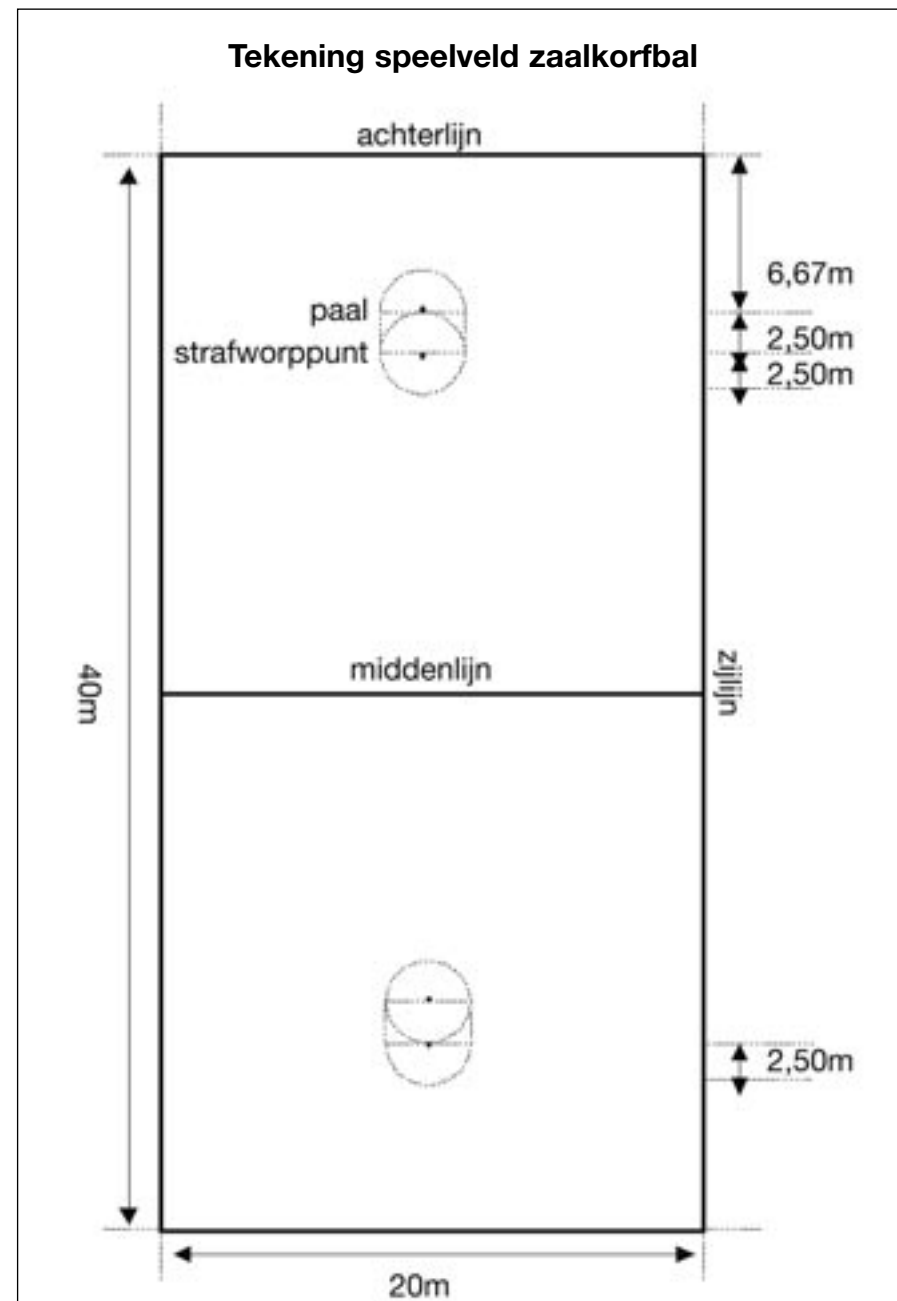 Tekening speelveld zaalkorfbal
achterlijn
6,67m
paal
2,50m
strafworppunt
2,50m
middenlijn
zijlijn
40m
2,50m
20m